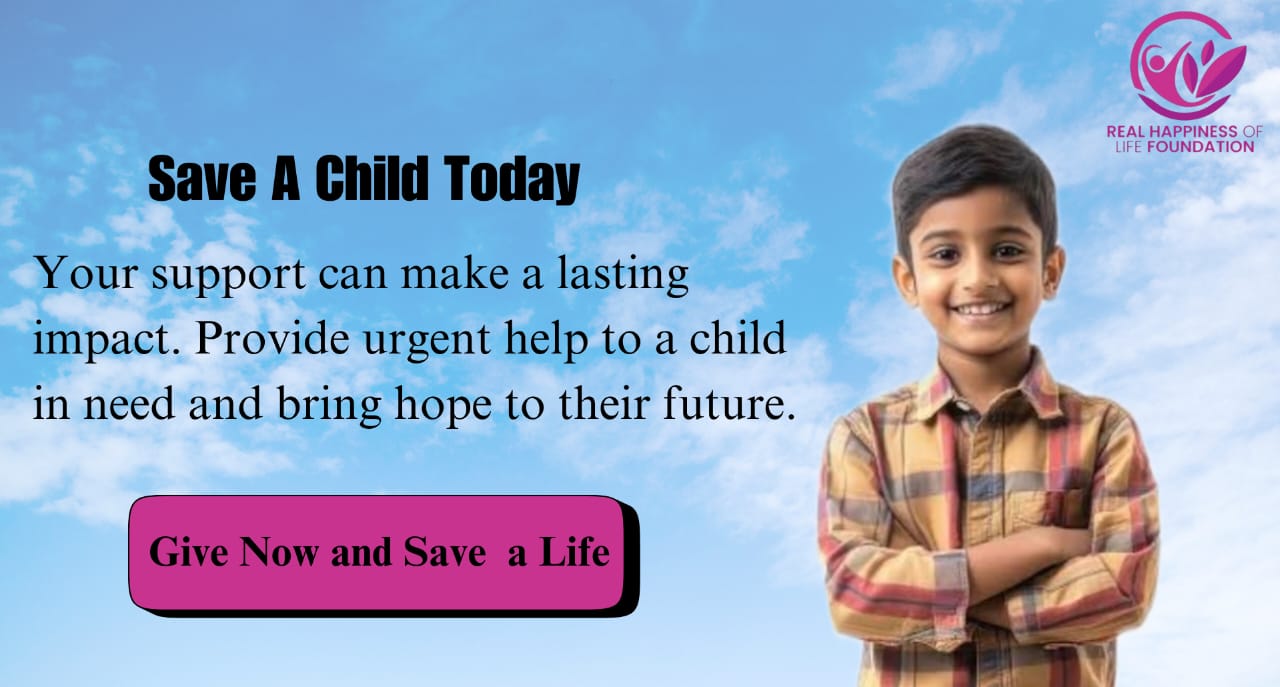 REAL HAPPINESS OF
LIFE FOUNDATION
Save A Child Today
Your support can make a lasting
impact. Provide urgent help to a child
in need and bring hope to their future.
Give Now and Save  a Life